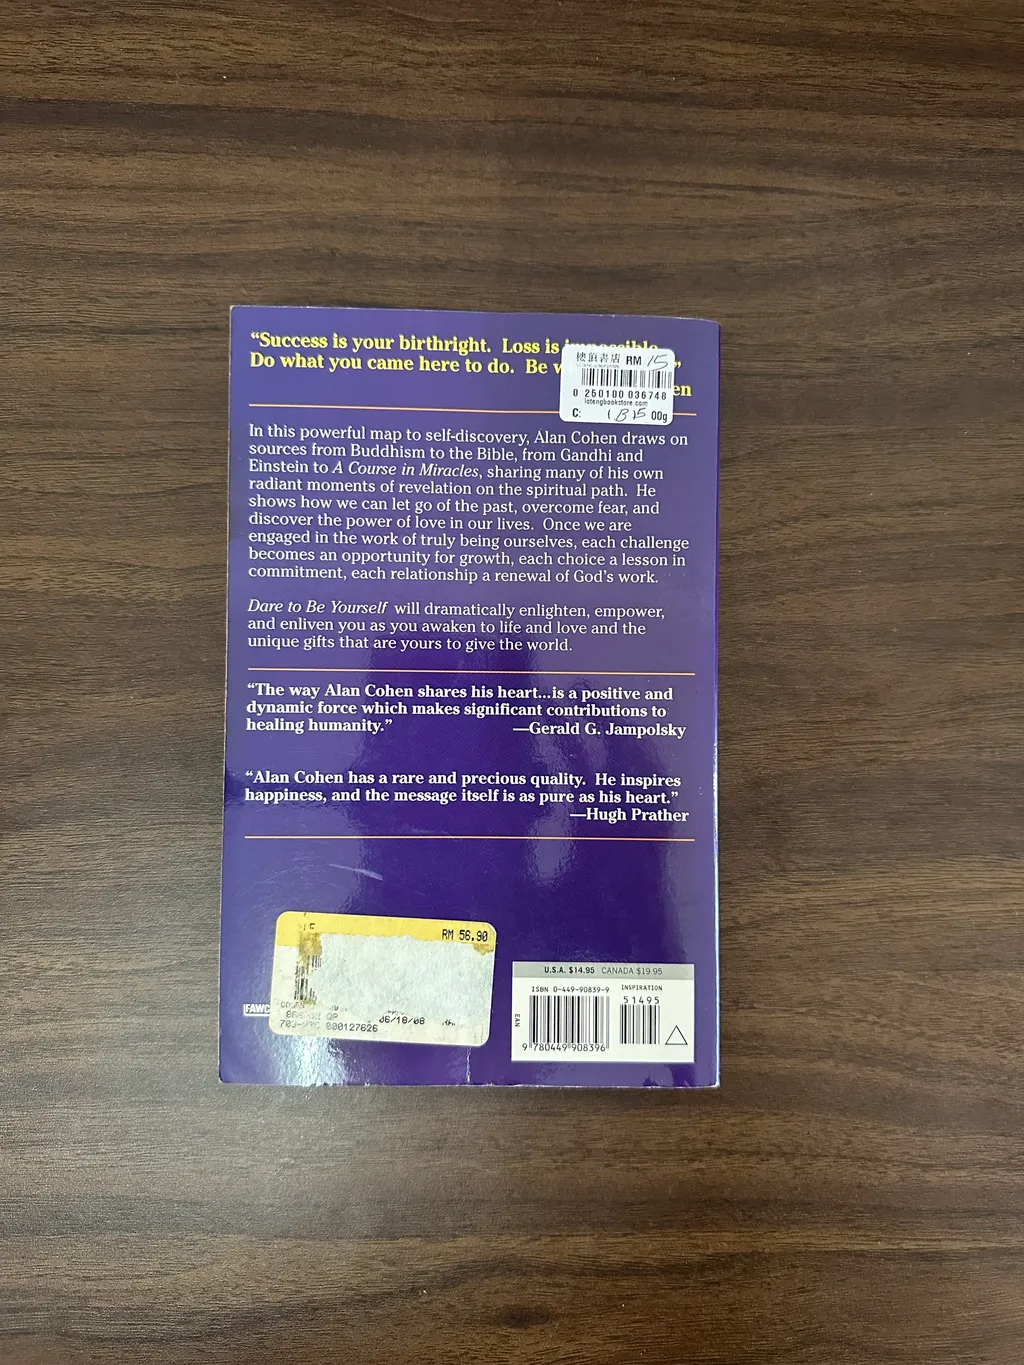 “Success is your birthright. Loss is impossible.
Do what you came here to do. Be w ”
en
樓頂書店 RM 15
0 250100 036748
lotengbookstore.com
C: (B)5 00g
In this powerful map to self-discovery, Alan Cohen draws on
sources from Buddhism to the Bible, from Gandhi and
Einstein to A Course in Miracles, sharing many of his own
radiant moments of revelation on the spiritual path. He
shows how we can let go of the past, overcome fear, and
discover the power of love in our lives. Once we are
engaged in the work of truly being ourselves, each challenge
becomes an opportunity for growth, each choice a lesson in
commitment, each relationship a renewal of God’s work.
Dare to Be Yourself will dramatically enlighten, empower,
and enliven you as you awaken to life and love and the
unique gifts that are yours to give the world.
“The way Alan Cohen shares his heart...is a positive and
dynamic force which makes significant contributions to
healing humanity.” —Gerald G. Jampolsky
“Alan Cohen has a rare and precious quality. He inspires
happiness, and the message itself is as pure as his heart.”
—Hugh Prather
RM 56.90
06/18/08
000127626
FAWC
U.S.A. $14.95 CANADA $19.95
ISBN 0-449-90839-9 INSPIRATION
51495
EAN
9 780449 908396